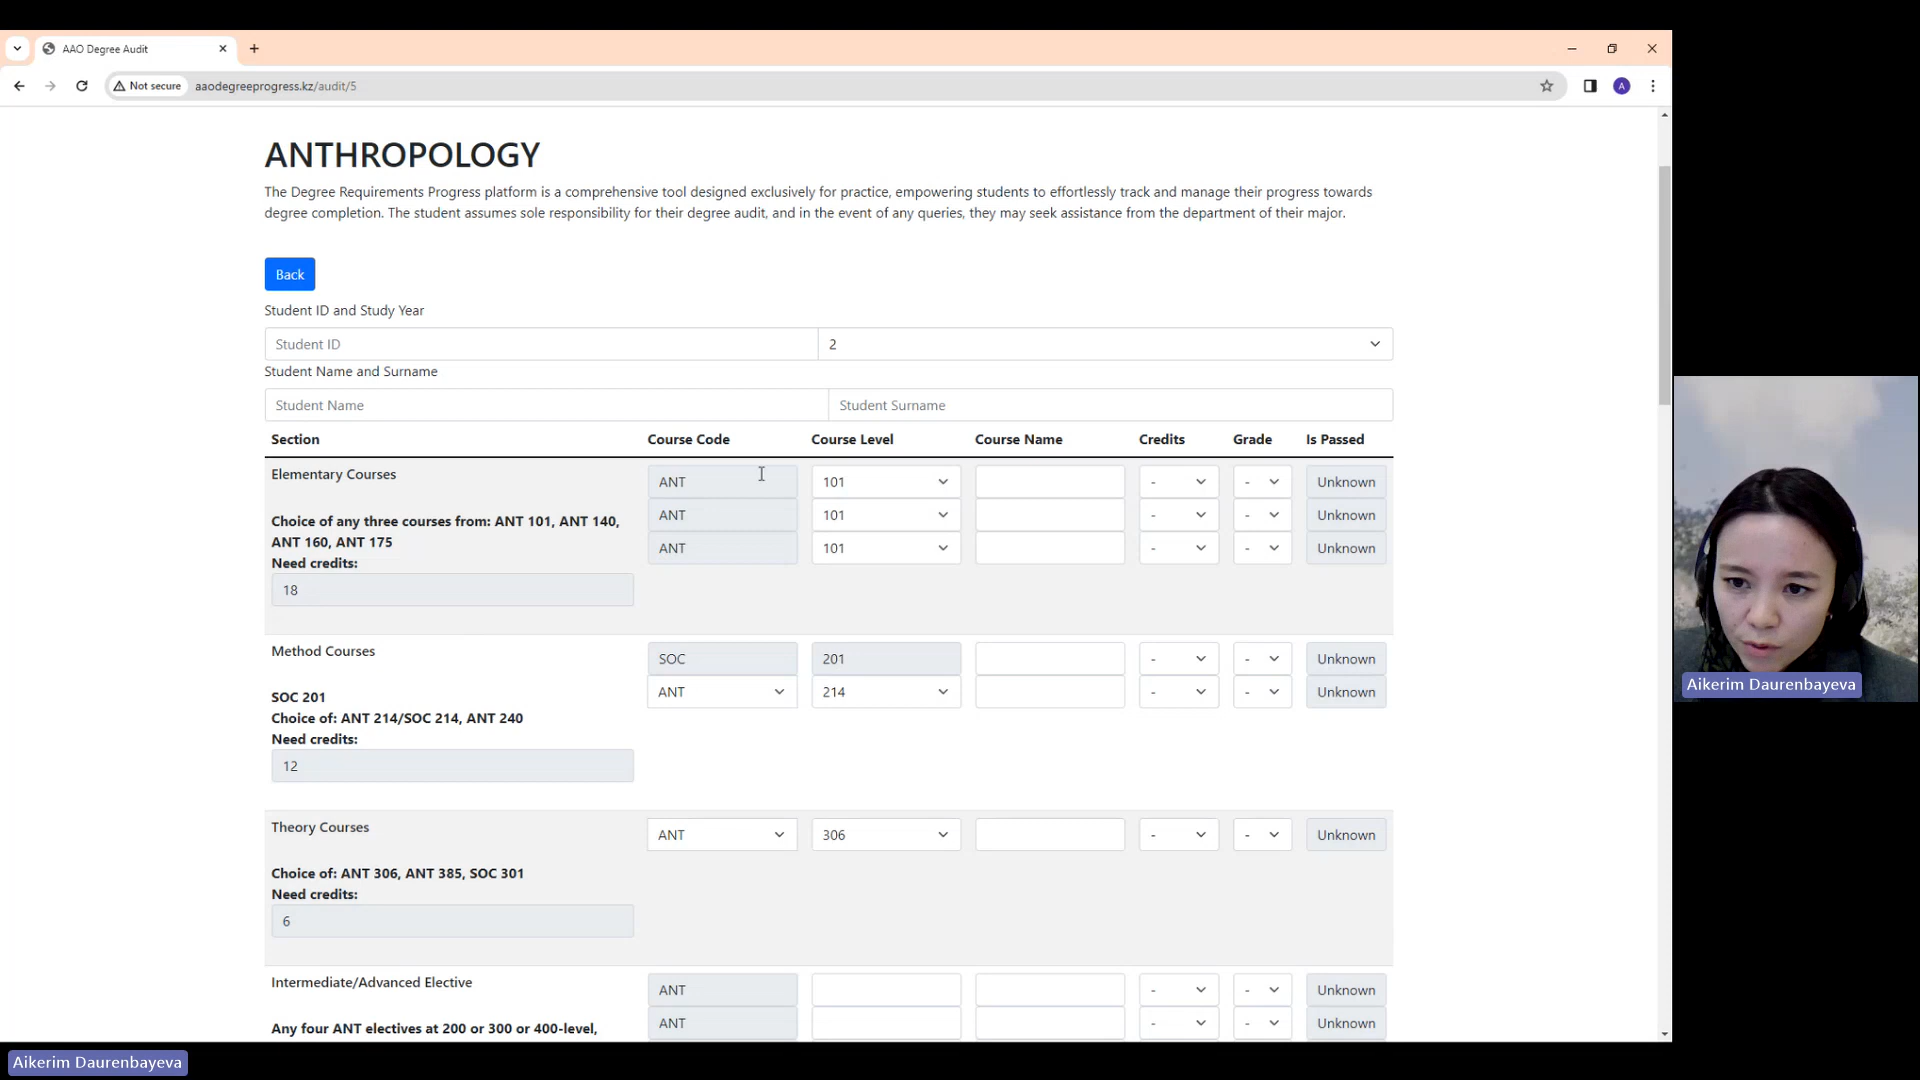 AAO Degree Audit
Not secure
aaodegreeprogress.kz/audit/5
A
ANTHROPOLOGY
The Degree Requirements Progress platform is a comprehensive tool designed exclusively for practice, empowering students to effortlessly track and manage their progress towards
degree completion. The student assumes sole responsibility for their degree audit, and in the event of any queries, they may seek assistance from the department of their major.
Back
Student ID and Study Year
Student ID 2
Student Name and Surname
Student Name Student Surname
Section Course Code Course Level Course Name Credits Grade Is Passed
Elementary Courses
ANT 101 - - Unknown
ANT 101 - - Unknown
ANT 101 - - Unknown
Choice of any three courses from: ANT 101, ANT 140,
ANT 160, ANT 175
Need credits:
18
Method Courses
SOC 201 - - Unknown
ANT 214 - - Unknown
SOC 201
Choice of: ANT 214/SOC 214, ANT 240
Need credits:
12
Theory Courses
ANT 306 - - Unknown
Choice of: ANT 306, ANT 385, SOC 301
Need credits:
6
Intermediate/Advanced Elective
ANT - - Unknown
ANT - - Unknown
Any four ANT electives at 200 or 300 or 400-level,
Aikerim Daurenbayeva
Aikerim Daurenbayeva